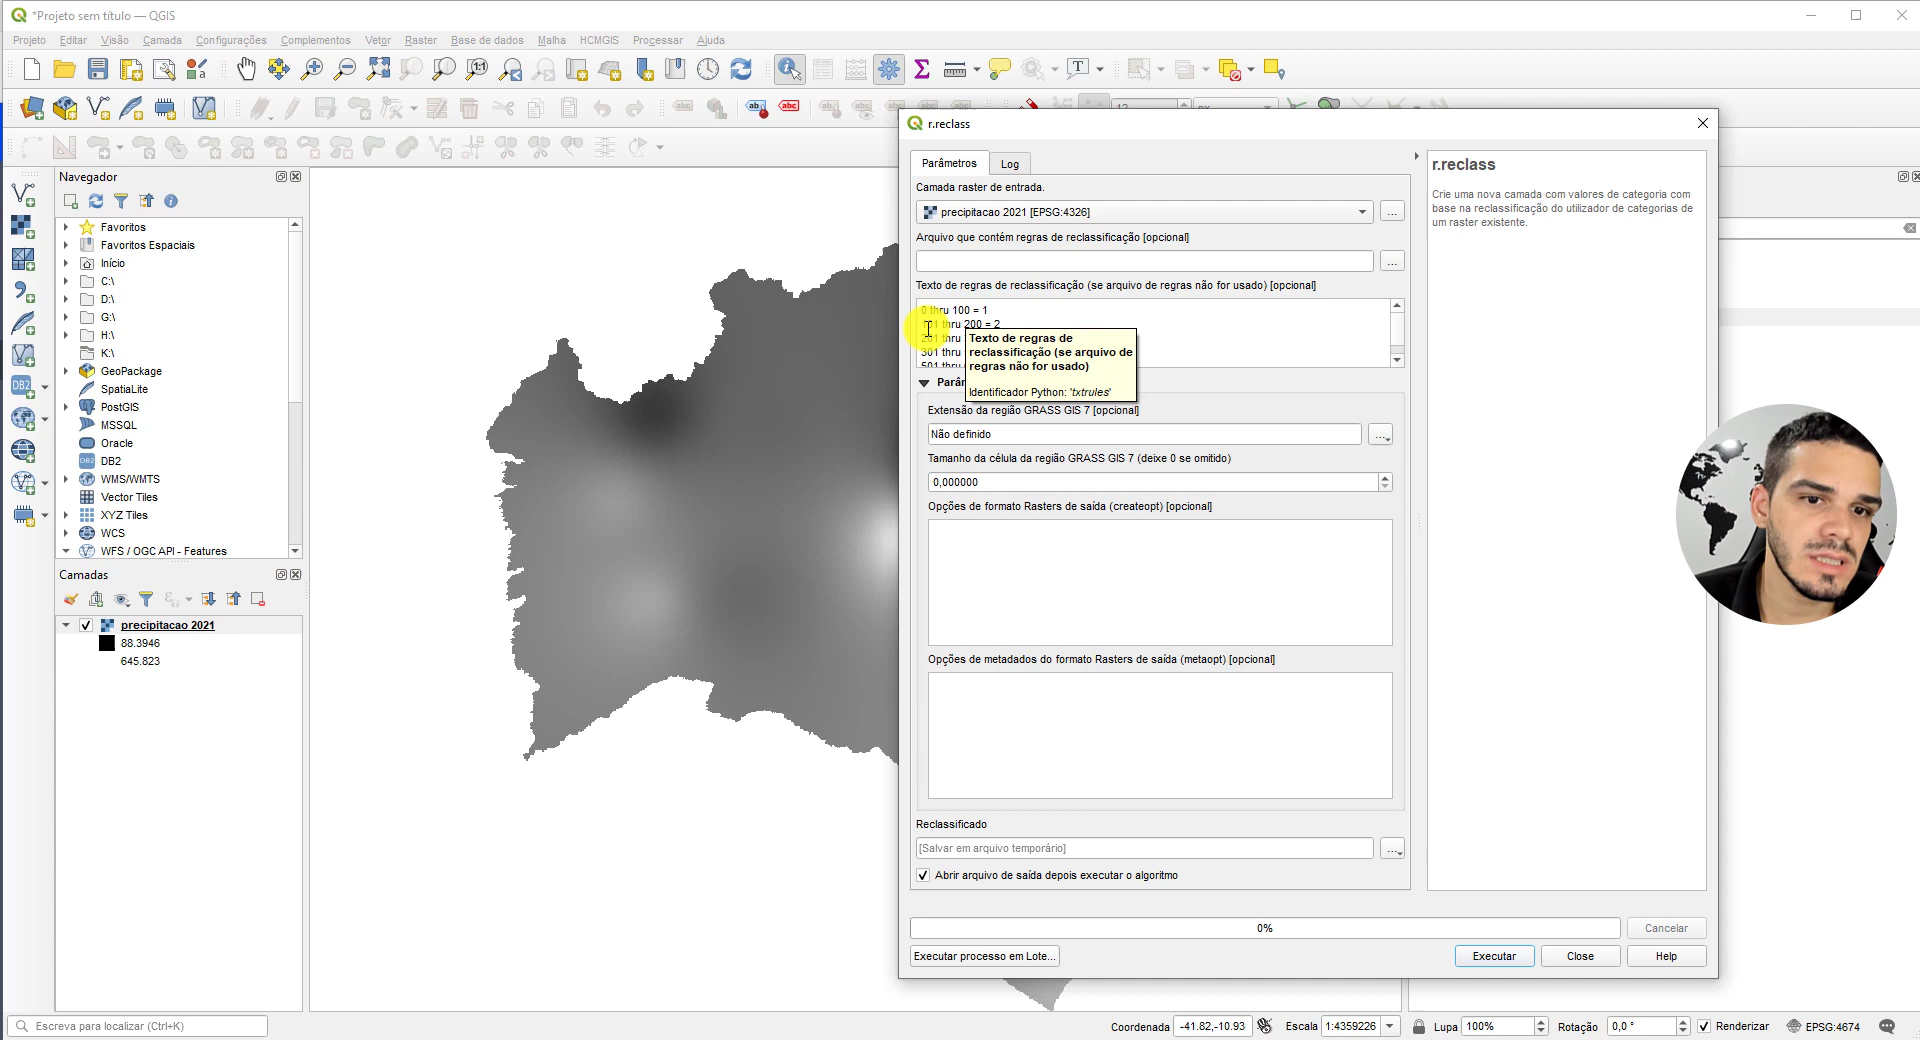 *Projeto sem título — QGIS
Projeto Editar Visão Camada Configurações Complementos Vetor Raster Base de dados Malha HCMGIS Processar Ajuda
r.reclass
Parâmetros
Log
Camada raster de entrada.
precipitacao 2021 [EPSG:4326]
Arquivo que contém regras de reclassificação [opcional]
Texto de regras de reclassificação (se arquivo de regras não for usado) [opcional]
0 thru 100 = 1
101 thru 200 = 2
201 thru
301 thru
501 thru
Texto de regras de
reclassificação (se arquivo de
regras não for usado)
Identificador Python: 'txtrules'
Extensão da região GRASS GIS 7 [opcional]
Não definido
Tamanho da célula da região GRASS GIS 7 (deixe 0 se omitido)
0,000000
Opções de formato Rasters de saída (createopt) [opcional]
Opções de metadados do formato Rasters de saída (metaopt) [opcional]
Reclassificado
[Salvar em arquivo temporário]
Abrir arquivo de saída depois executar o algoritmo
0%
Cancelar
Executar processo em Lote...
Executar
Close
Help
r.reclass
Crie uma nova camada com valores de categoria com
base na reclassificação do utilizador de categorias de
um raster existente.
Navegador
Favoritos
Favoritos Espaciais
Início
C:\
D:\
G:\
H:\
K:\
GeoPackage
SpatiaLite
PostGIS
MSSQL
Oracle
DB2
WMS/WMTS
Vector Tiles
XYZ Tiles
WCS
WFS / OGC API - Features
Camadas
precipitacao 2021
88.3946
645.823
Escreva para localizar (Ctrl+K)
Coordenada -41.82,-10.93 Escala 1:4359226 Lupa 100% Rotação 0,0 ° Renderizar EPSG:4674